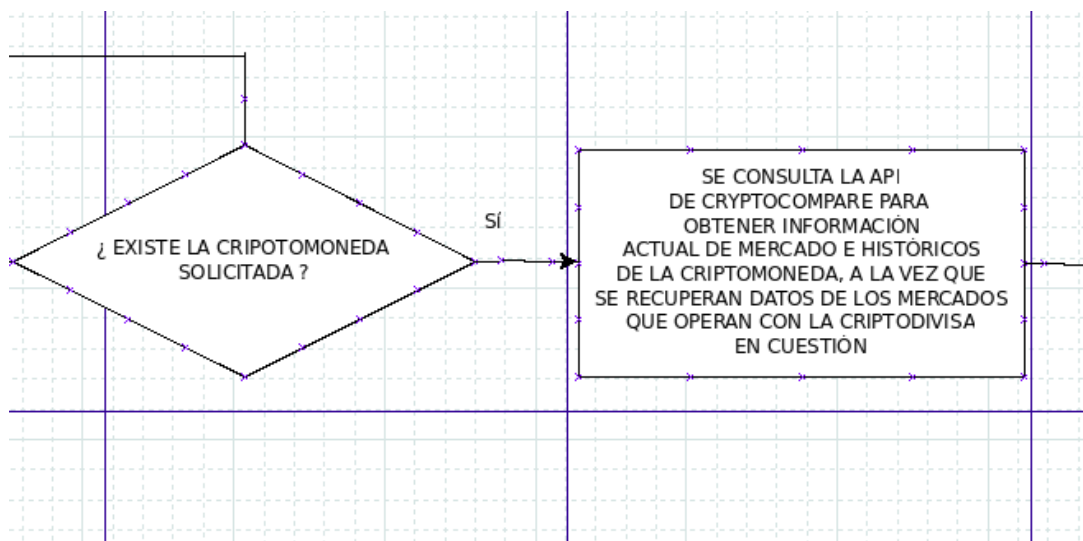 ¿ EXISTE LA CRIPOTOMONEDA
SOLICITADA ?
Sí
SE CONSULTA LA API
DE CRYPTOCOMPARE PARA
OBTENER INFORMACIÓN
ACTUAL DE MERCADO E HISTÓRICOS
DE LA CRIPTOMONEDA, A LA VEZ QUE
SE RECUPERAN DATOS DE LOS MERCADOS
QUE OPERAN CON LA CRIPTODIVISA
EN CUESTIÓN